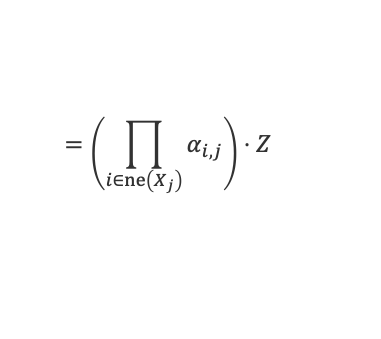 = ( ∏_{i∈ne(X_j)} α_{i,j} ) · Z